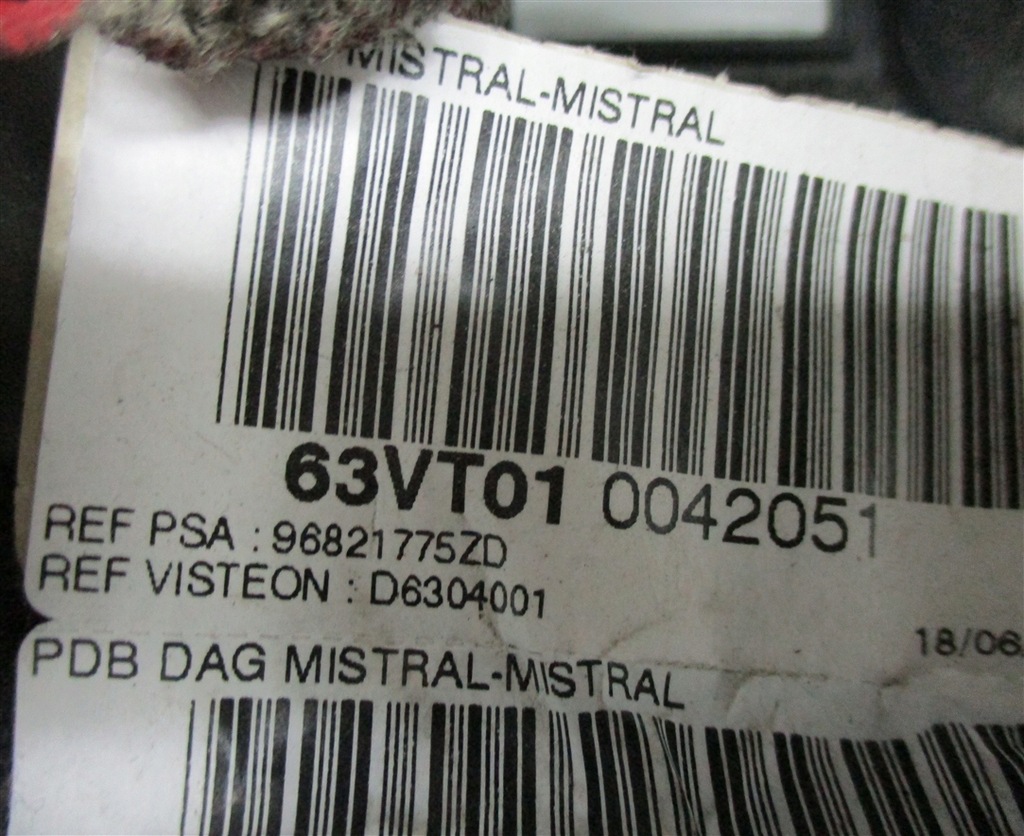 MISTRAL-MISTRAL
63VT01 0042051
REF PSA : 96821775ZD
REF VISTEON : D6304001
18/06
PDB DAG MISTRAL-MISTRAL